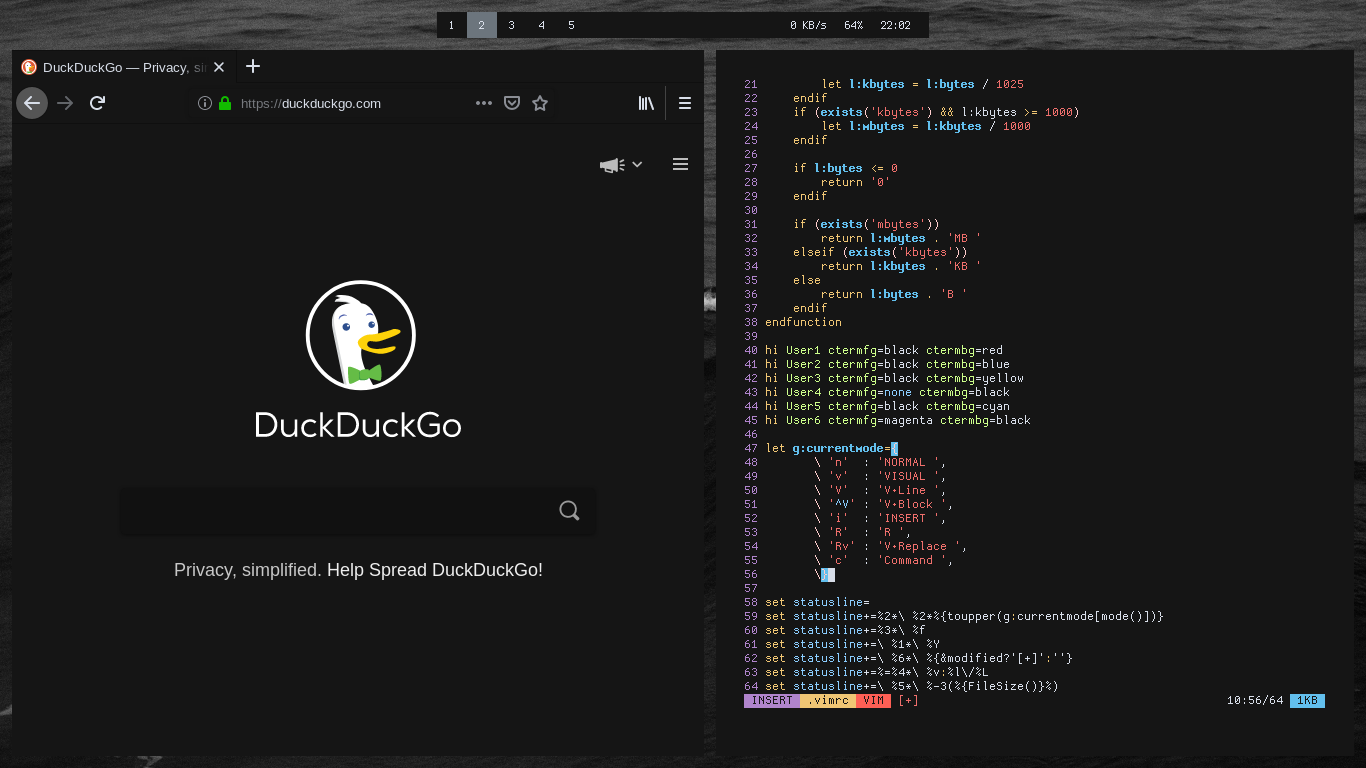 1 2 3 4 5 0 KB/s 64% 22:02
DuckDuckGo — Privacy, si
https://duckduckgo.com
DuckDuckGo
Privacy, simplified. Help Spread DuckDuckGo!
21         let l:kbytes = l:bytes / 1025
22     endif
23     if (exists('kbytes') && l:kbytes >= 1000)
24         let l:mbytes = l:kbytes / 1000
25     endif
26
27     if l:bytes <= 0
28         return '0'
29     endif
30
31     if (exists('mbytes'))
32         return l:mbytes . 'MB '
33     elseif (exists('kbytes'))
34         return l:kbytes . 'KB '
35     else
36         return l:bytes . 'B '
37     endif
38 endfunction
39
40 hi User1 ctermfg=black ctermbg=red
41 hi User2 ctermfg=black ctermbg=blue
42 hi User3 ctermfg=black ctermbg=yellow
43 hi User4 ctermfg=none ctermbg=black
44 hi User5 ctermfg=black ctermbg=cyan
45 hi User6 ctermfg=magenta ctermbg=black
46
47 let g:currentmode={
48        \ 'n'  : 'NORMAL ',
49        \ 'v'  : 'VISUAL ',
50        \ 'V'  : 'V·Line ',
51        \ '^V' : 'V·Block ',
52        \ 'i'  : 'INSERT ',
53        \ 'R'  : 'R ',
54        \ 'Rv' : 'V·Replace ',
55        \ 'c'  : 'Command ',
56        \}
57
58 set statusline=
59 set statusline+=%2*\ %2*%{toupper(g:currentmode[mode()])}
60 set statusline+=%3*\ %f
61 set statusline+=\ %1*\ %Y
62 set statusline+=\ %6*\ %{&modified?'[+]':''}
63 set statusline+=%=%4*\ %v:%l\/%L
64 set statusline+=\ %5*\ %-3(%{FileSize()}%)
INSERT .vimrc VIM [+] 10:56/64 1KB